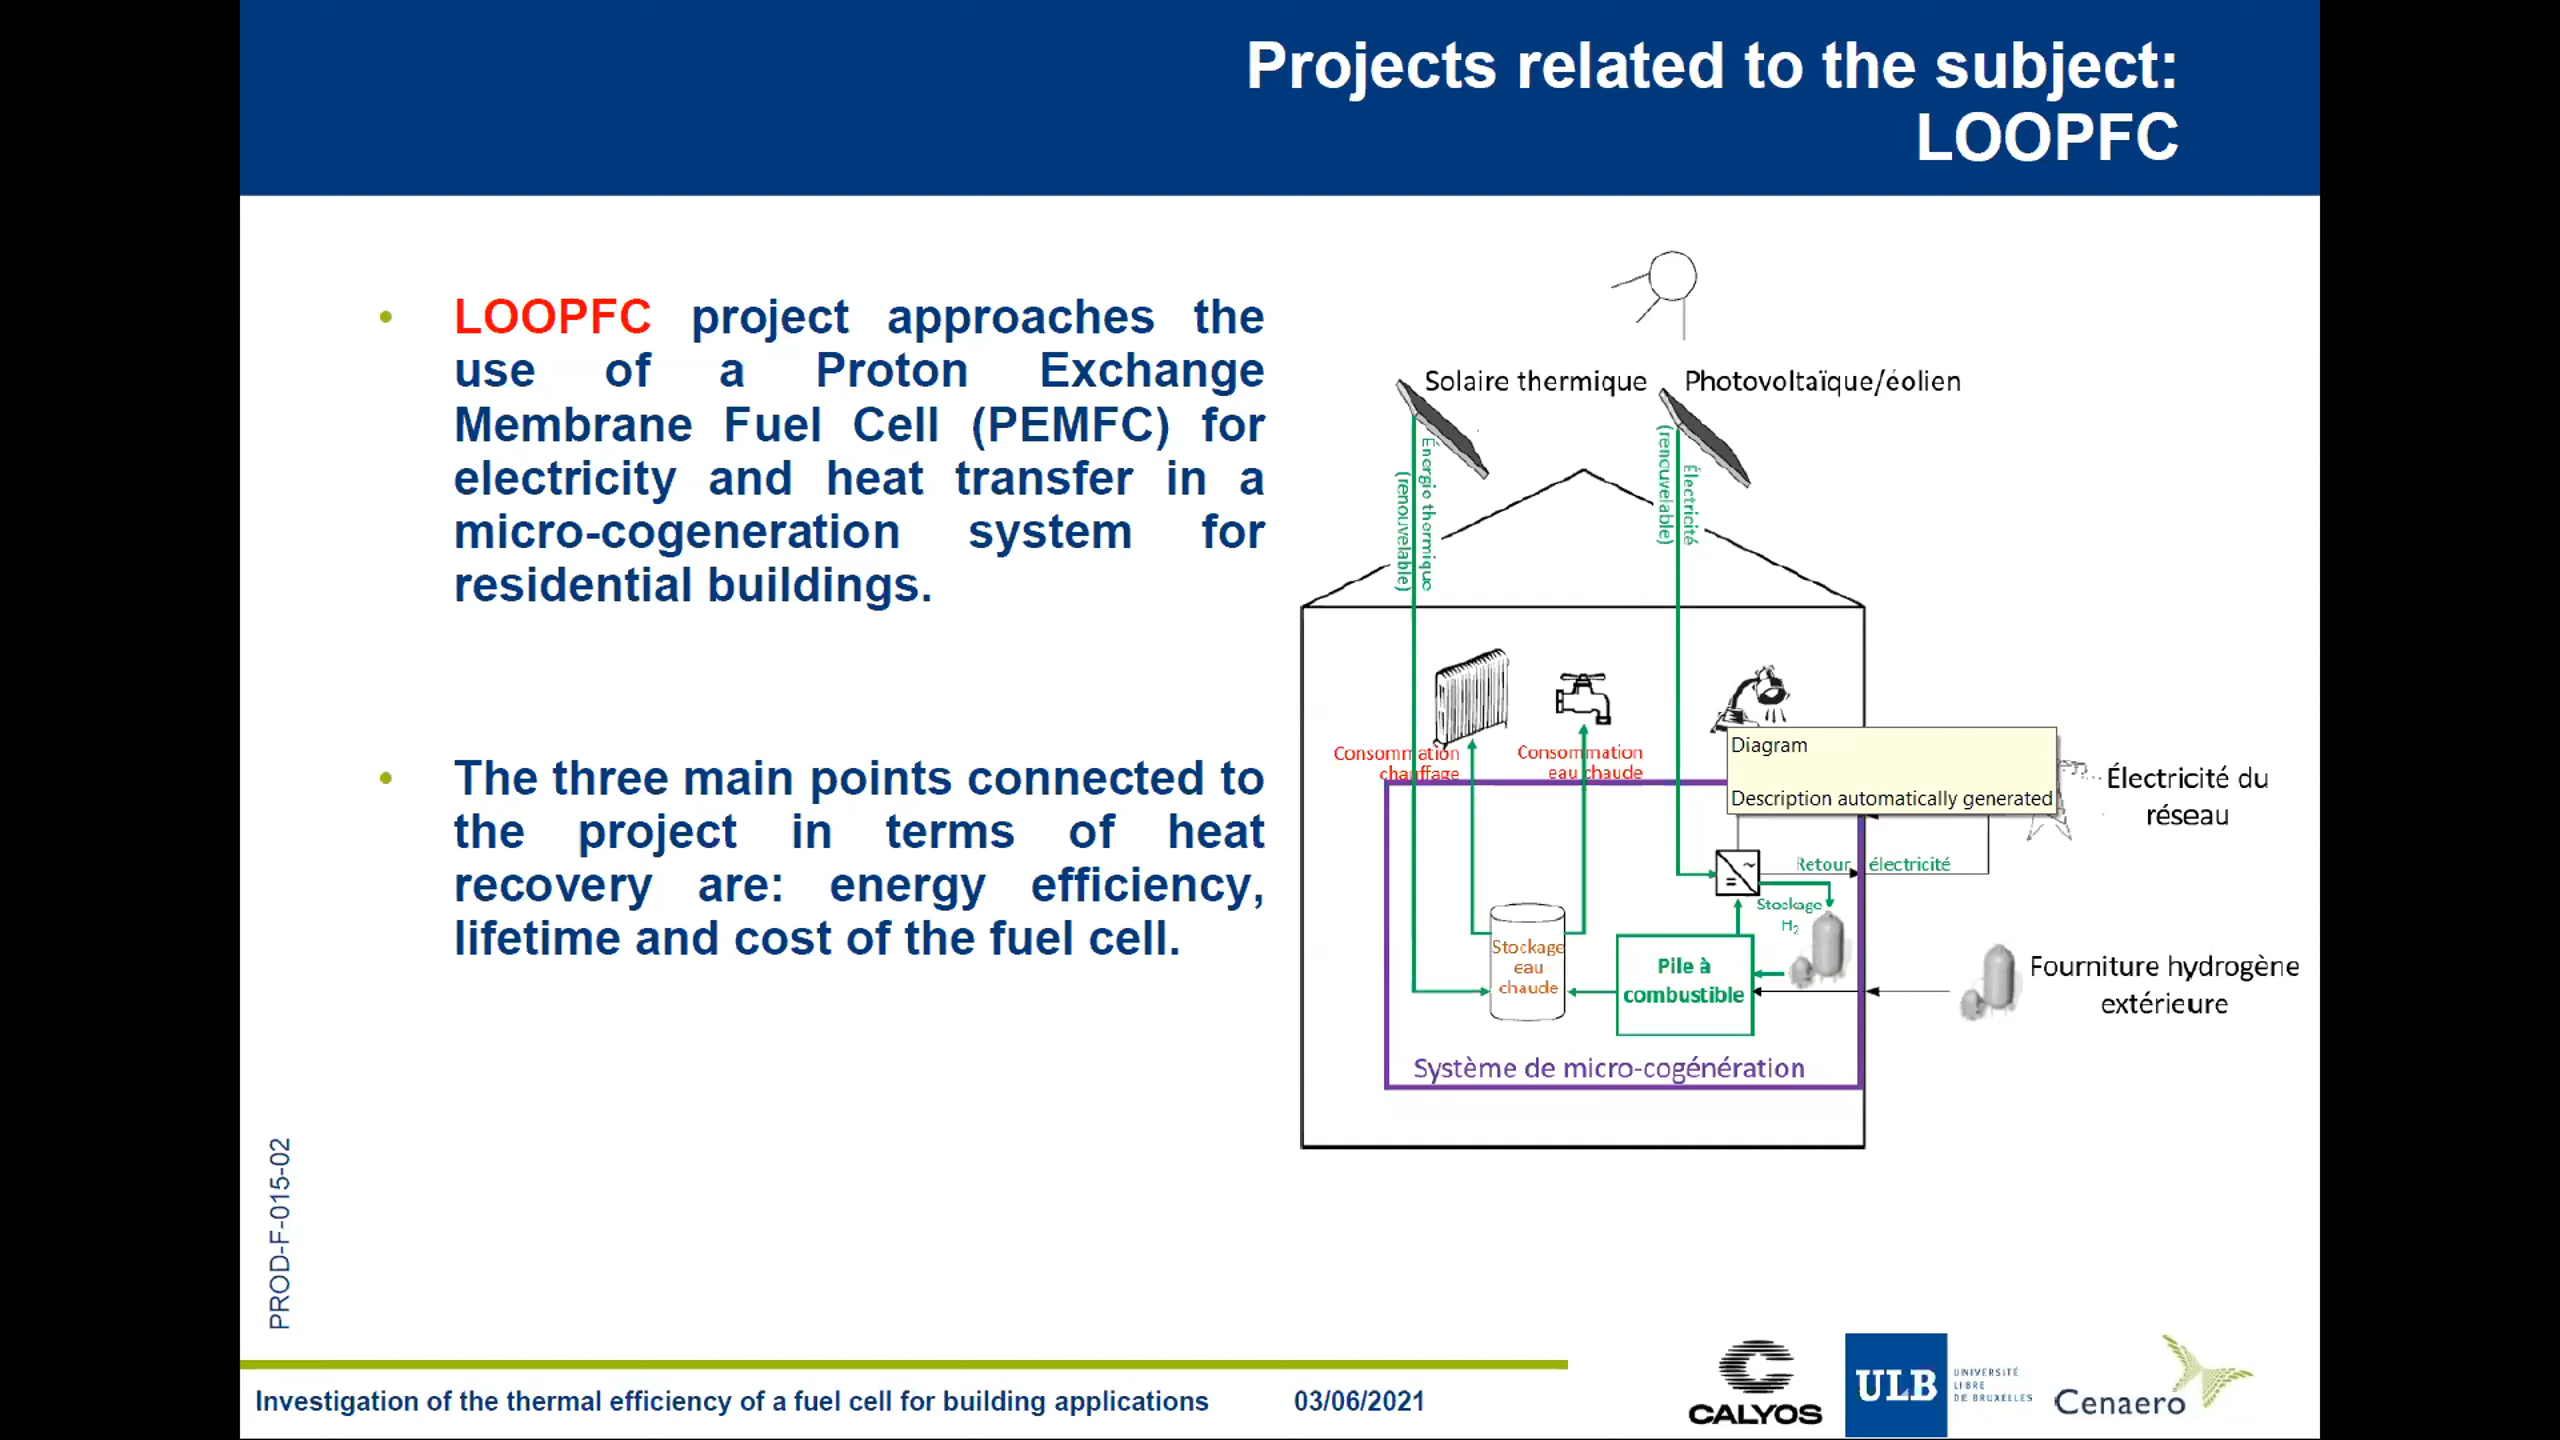 Projects related to the subject:
LOOPFC
• LOOPFC project approaches the
use of a Proton Exchange
Membrane Fuel Cell (PEMFC) for
electricity and heat transfer in a
micro-cogeneration system for
residential buildings.
• The three main points connected to
the project in terms of heat
recovery are: energy efficiency,
lifetime and cost of the fuel cell.
Solaire thermique
Photovoltaïque/éolien
Énergie thermique
(renouvelable)
Électricité
(renouvelable)
Consommation
chauffage
Consommation
eau chaude
Diagram
Description automatically generated
Électricité du
réseau
Retour électricité
Stockage
H2
Stockage
eau
chaude
Pile à
combustible
Fourniture hydrogène
extérieure
Système de micro-cogénération
PROD-F-015-02
Investigation of the thermal efficiency of a fuel cell for building applications
03/06/2021
CALYOS
ULB
UNIVERSITÉ
LIBRE
DE BRUXELLES
Cenaero